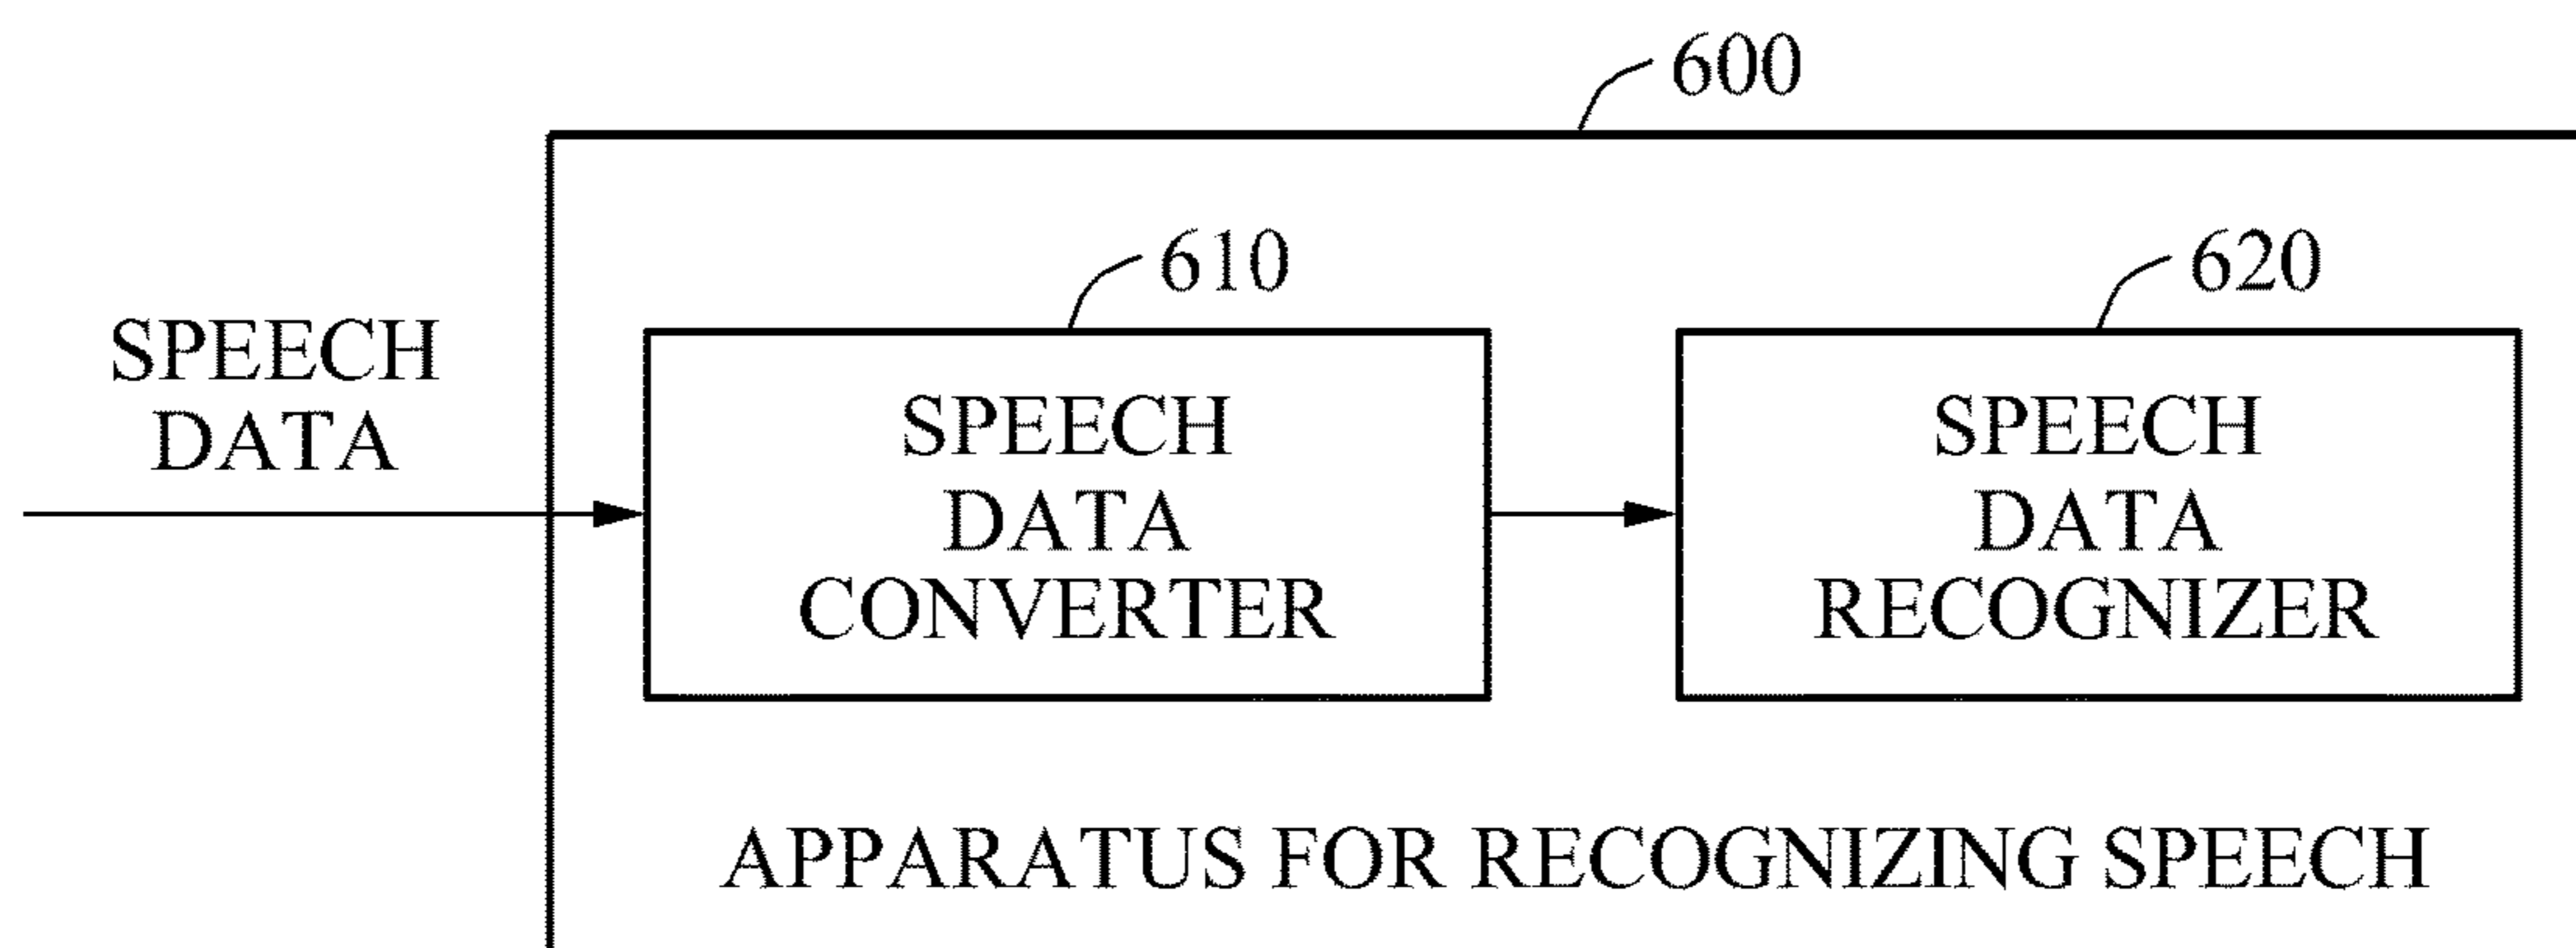 600
610
620
SPEECH
DATA
SPEECH
DATA
CONVERTER
SPEECH
DATA
RECOGNIZER
APPARATUS FOR RECOGNIZING SPEECH